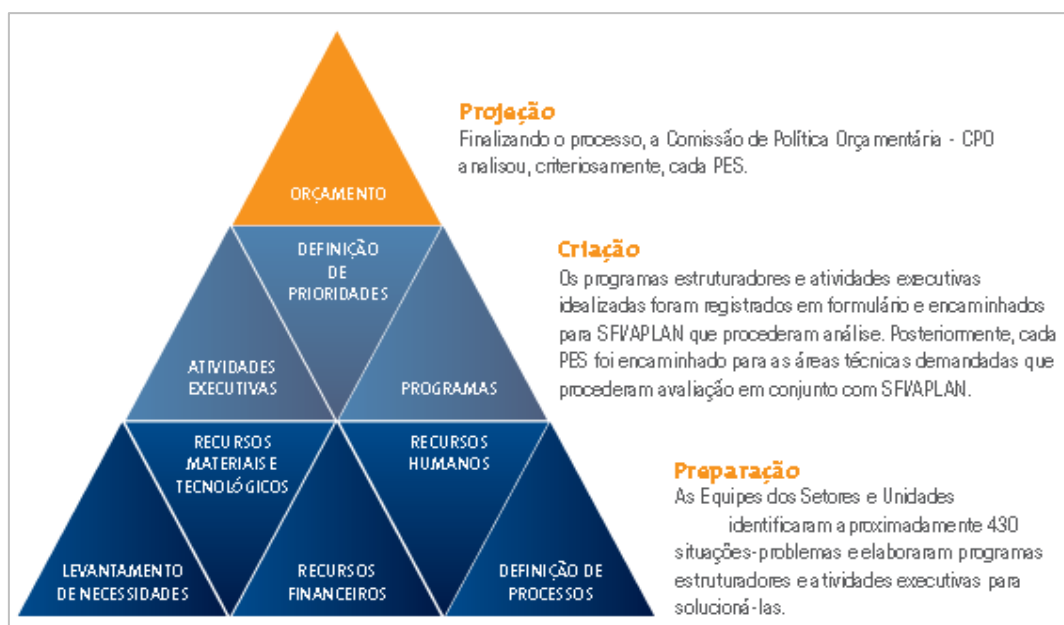 Projeção
Finalizando o processo, a Comissão de Política Orçamentária - CPO
analisou, criteriosamente, cada PES.
ORÇAMENTO
Criação
Os programas estruturadores e atividades executivas
idealizadas foram registrados em formulário e encaminhados
para SFI/APLAN que procederam análise. Posteriormente, cada
PES foi encaminhado para as áreas técnicas demandadas que
procederam avaliação em conjunto com SFI/APLAN.
DEFINIÇÃO
DE
PRIORIDADES
ATIVIDADES
EXECUTIVAS
PROGRAMAS
Preparação
As Equipes dos Setores e Unidades
identificaram aproximadamente 430
situações-problemas e elaboraram programas
estruturadores e atividades executivas para
solucioná-las.
RECURSOS
MATERIAIS E
TECNOLÓGICOS
RECURSOS
HUMANOS
LEVANTAMENTO
DE NECESSIDADES
RECURSOS
FINANCEIROS
DEFINIÇÃO DE
PROCESSOS